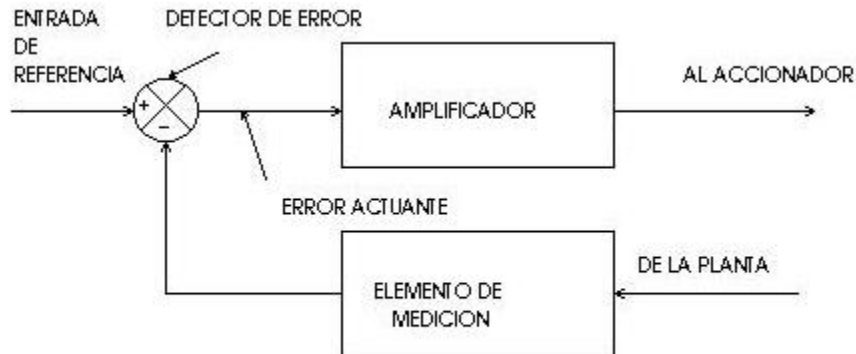 ENTRADA
DE
REFERENCIA
DETECTOR DE ERROR
+
−
AMPLIFICADOR
AL ACCIONADOR
ERROR ACTUANTE
ELEMENTO DE
MEDICION
DE LA PLANTA